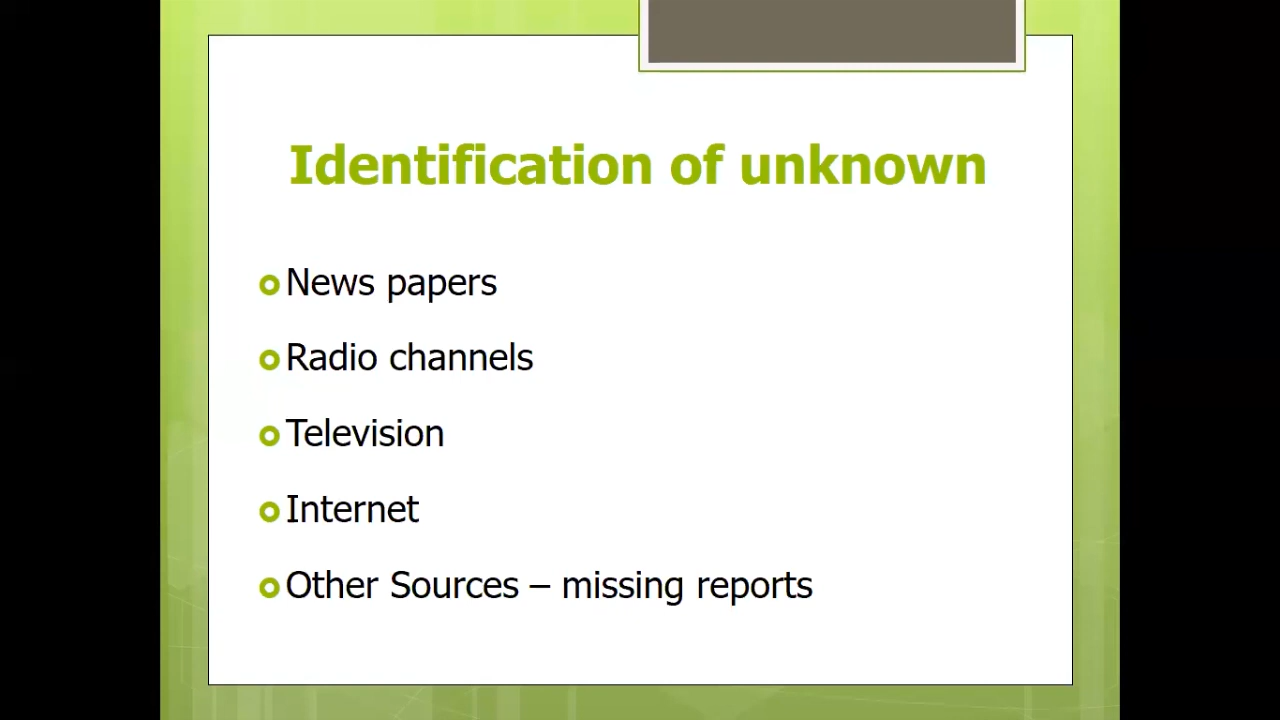 Identification of unknown
News papers
Radio channels
Television
Internet
Other Sources – missing reports